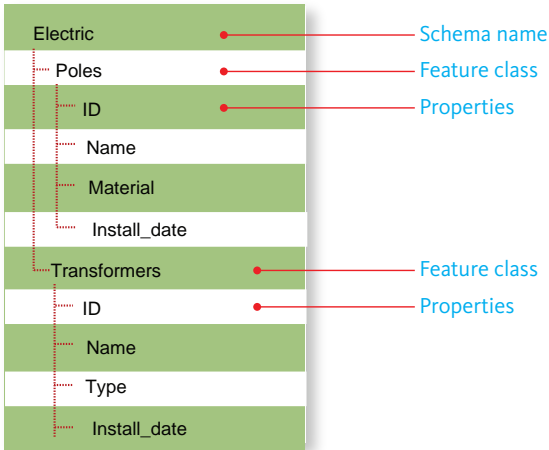 Electric Schema name
Poles Feature class
ID Properties
Name
Material
Install_date
Transformers Feature class
ID Properties
Name
Type
Install_date